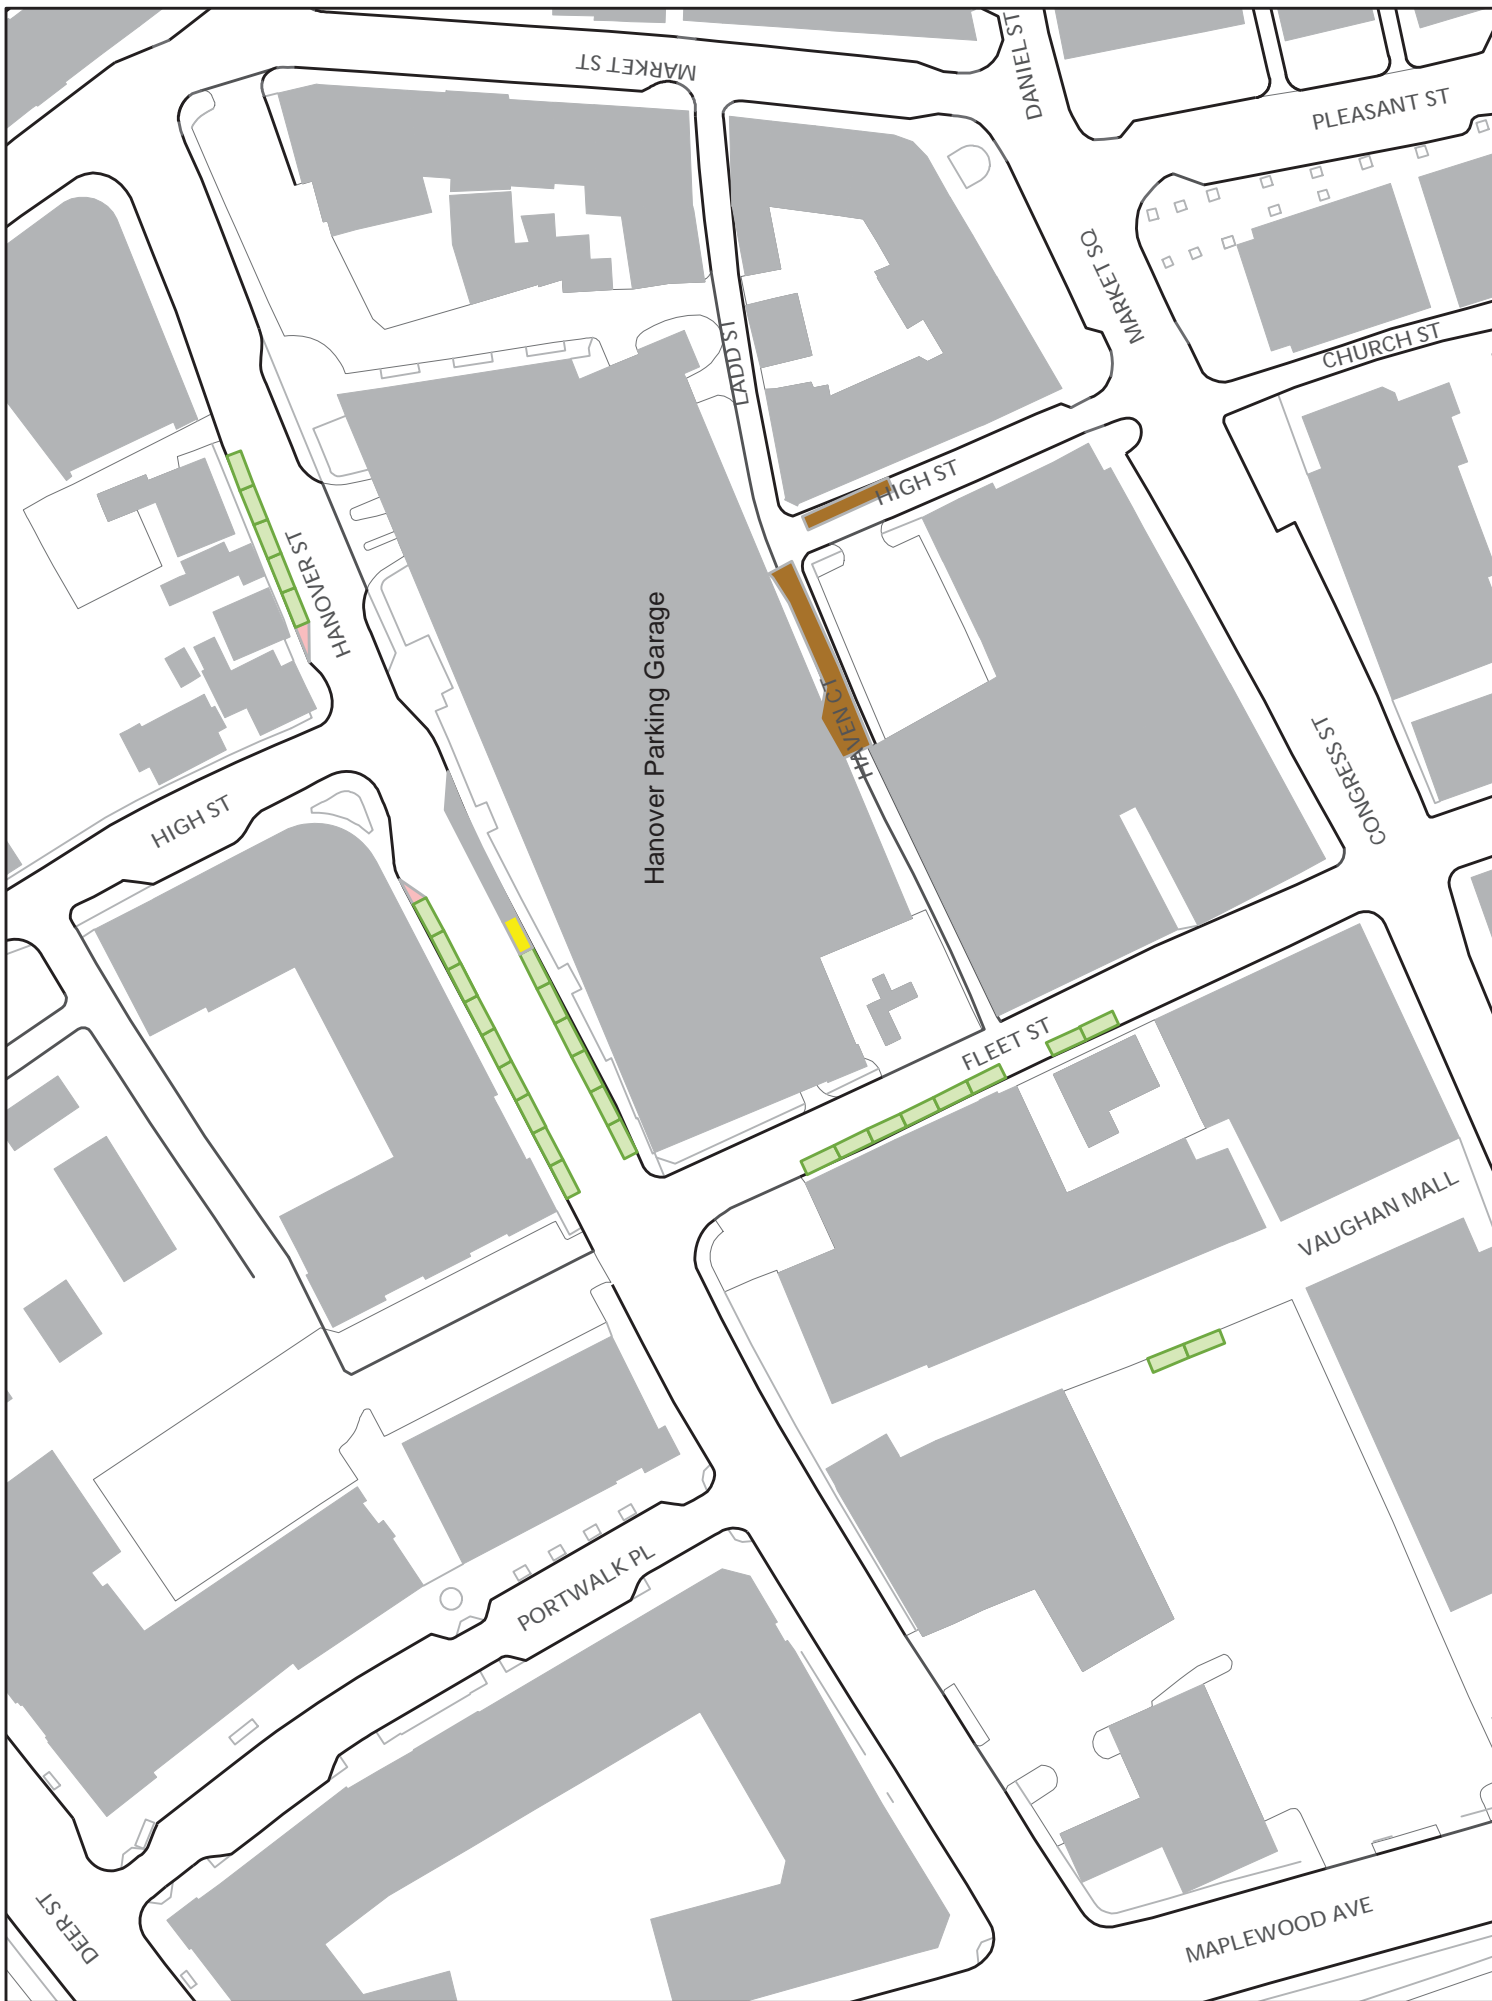 MARKET ST
DANIEL ST
PLEASANT ST
MARKET SQ
CHURCH ST
LADD ST
HIGH ST
HANOVER ST
Hanover Parking Garage
HAVEN CT
CONGRESS ST
HIGH ST
FLEET ST
VAUGHAN MALL
PORTWALK PL
DEER ST
MAPLEWOOD AVE